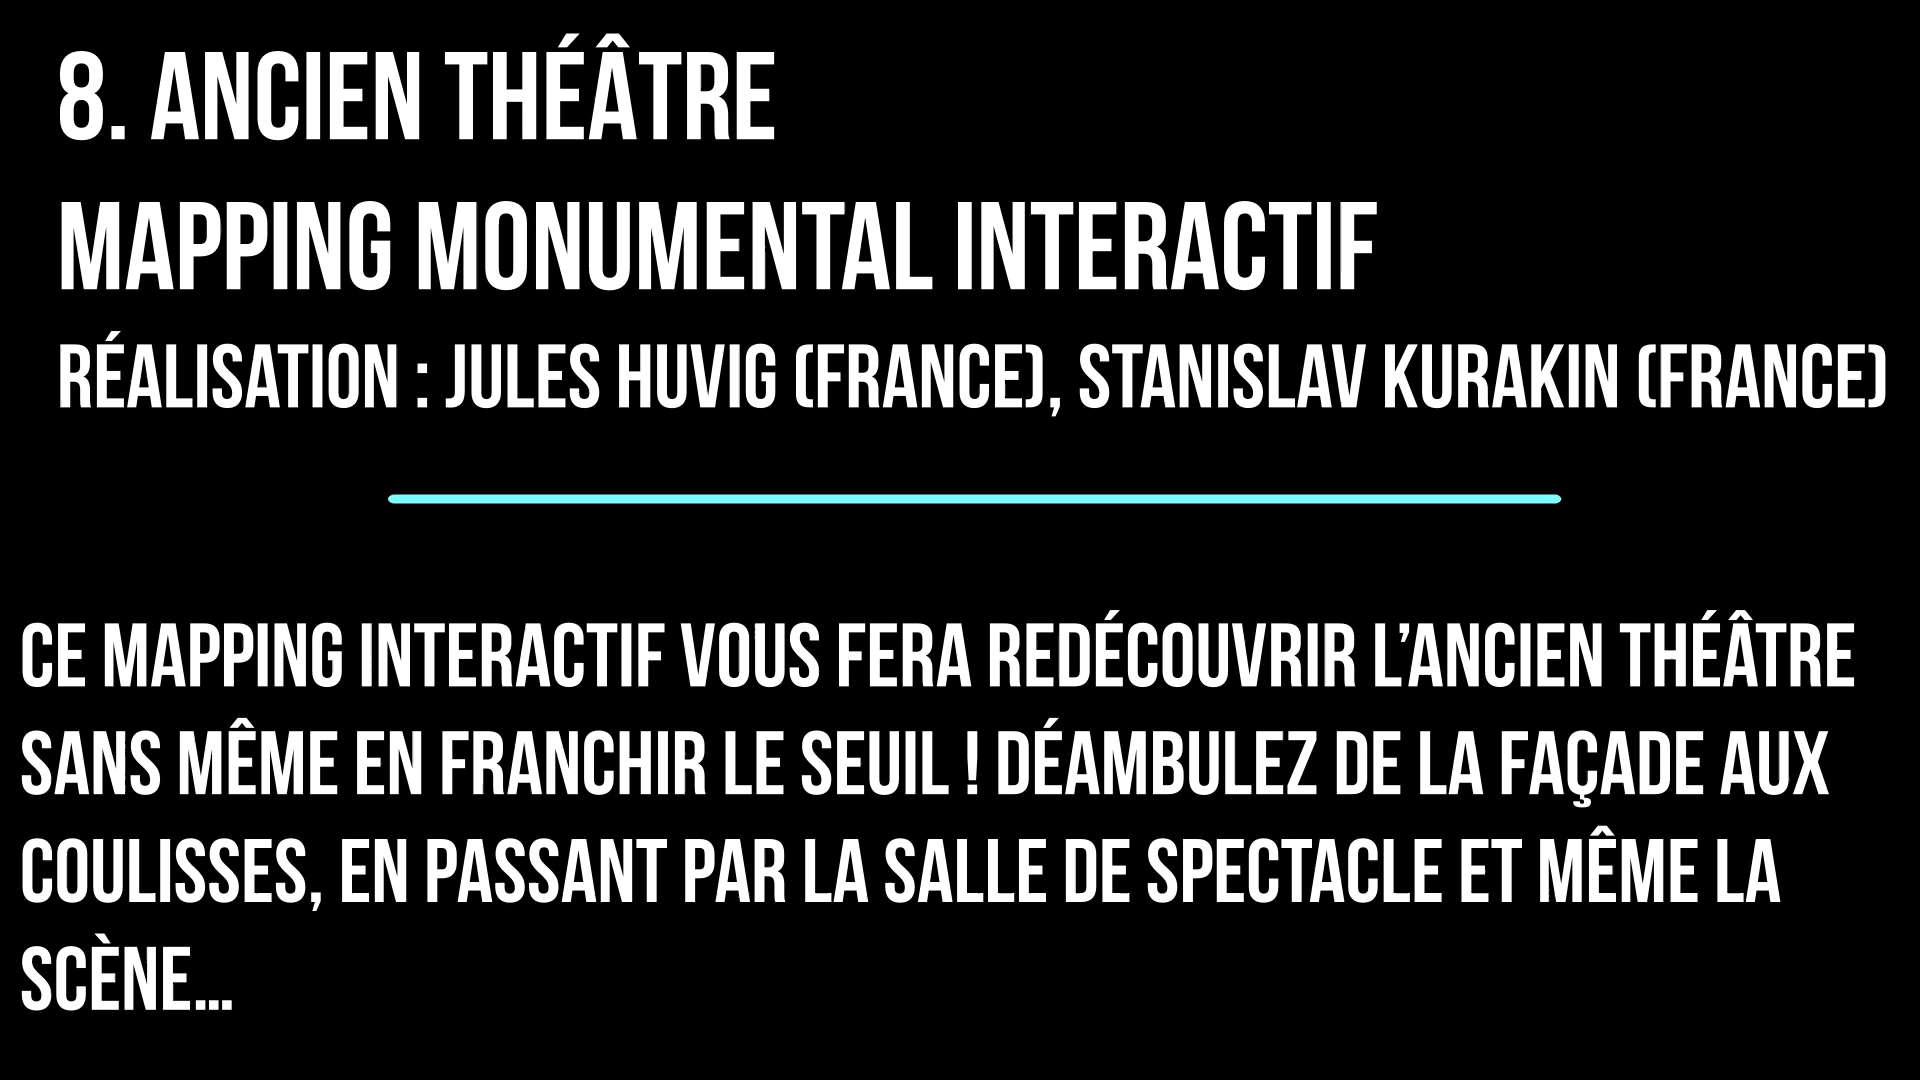 8. ANCIEN THÉÂTRE
MAPPING MONUMENTAL INTERACTIF
RÉALISATION : JULES HUVIG (FRANCE), STANISLAV KURAKIN (FRANCE)
CE MAPPING INTERACTIF VOUS FERA REDÉCOUVRIR L’ANCIEN THÉÂTRE
SANS MÊME EN FRANCHIR LE SEUIL ! DÉAMBULEZ DE LA FAÇADE AUX
COULISSES, EN PASSANT PAR LA SALLE DE SPECTACLE ET MÊME LA
SCÈNE…